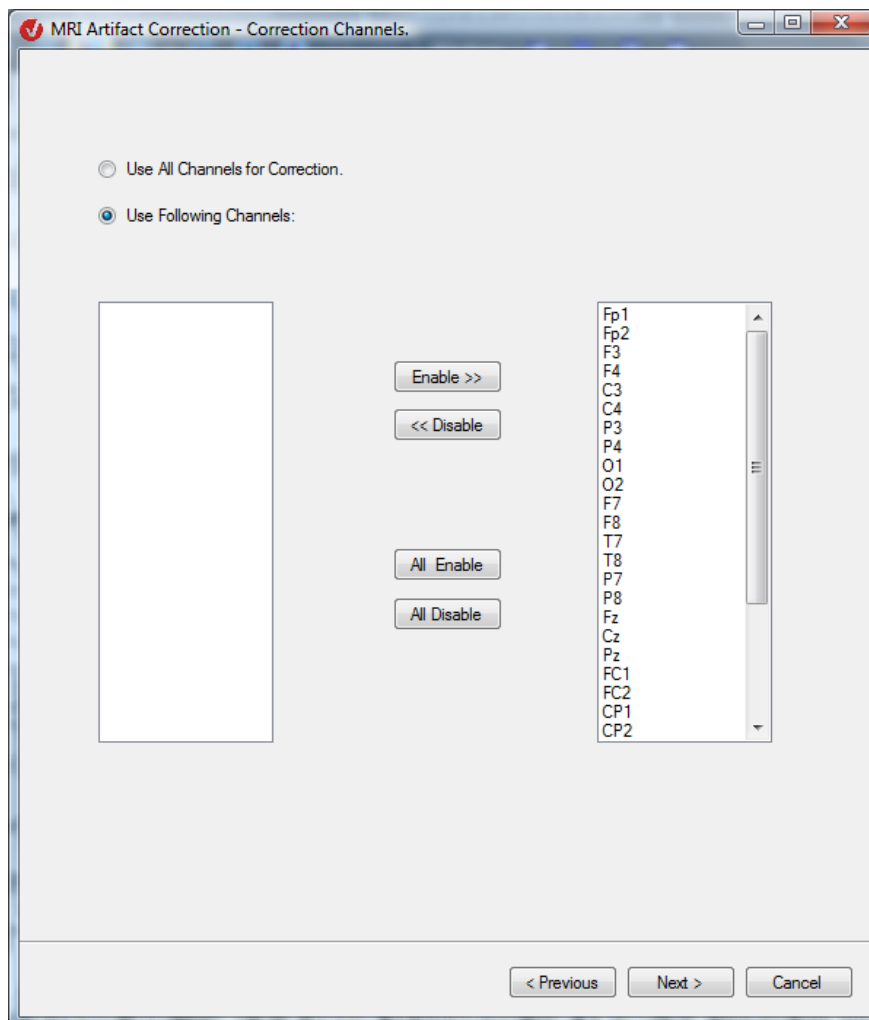 MRI Artifact Correction - Correction Channels.
Use All Channels for Correction.
Use Following Channels:
Enable >>
<< Disable
All Enable
All Disable
Fp1
Fp2
F3
F4
C3
C4
P3
P4
O1
O2
F7
F8
T7
T8
P7
P8
Fz
Cz
Pz
FC1
FC2
CP1
CP2
< Previous
Next >
Cancel